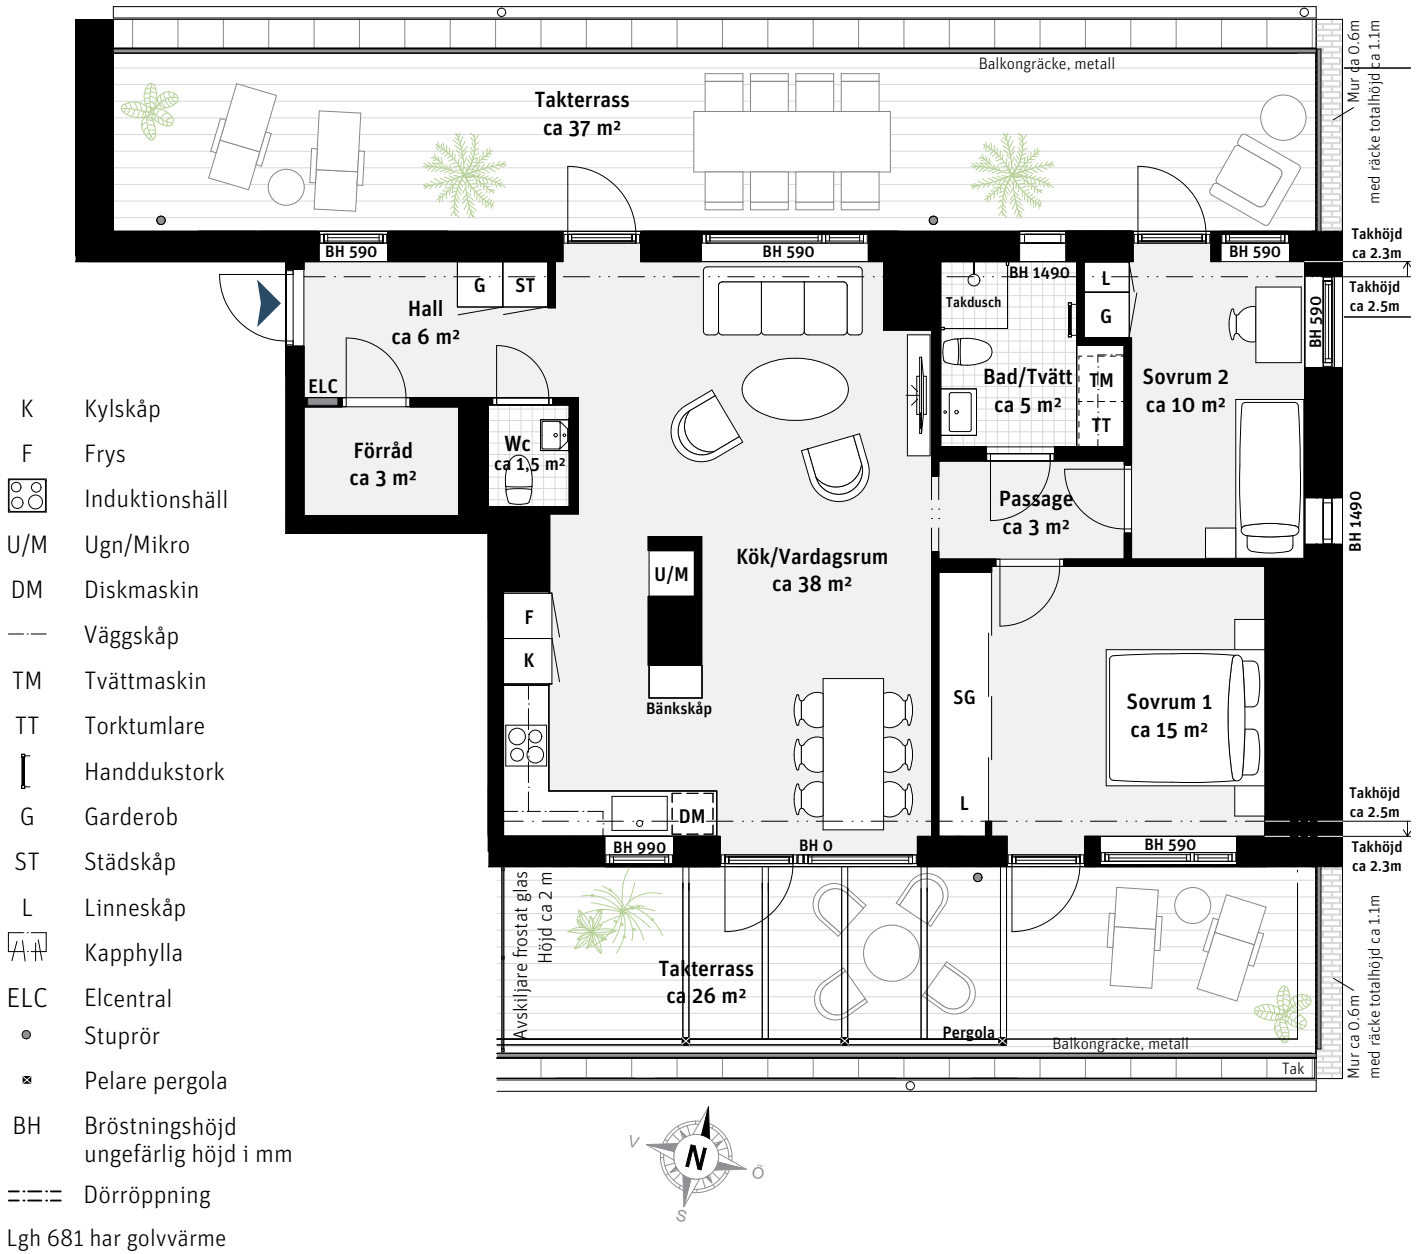 Balkongräcke, metall
Mur ca 0.6m
med räcke totalhöjd ca 1.1m
Takterrass
ca 37 m²
Takhöjd
ca 2.3m
Takhöjd
ca 2.5m
BH 590
BH 590
BH 1490
BH 590
BH 590
G
ST
Hall
ca 6 m²
Takdusch
L
G
ELC
Bad/Tvätt
ca 5 m²
TM
TT
Sovrum 2
ca 10 m²
Förråd
ca 3 m²
Wc
ca 1,5 m²
Passage
ca 3 m²
BH 1490
Kök/Vardagsrum
ca 38 m²
U/M
F
K
Bänkskåp
SG
L
Sovrum 1
ca 15 m²
DM
Takhöjd
ca 2.5m
Takhöjd
ca 2.3m
BH 990
BH 0
BH 590
Avskiljare frostat glas
Höjd ca 2 m
Takterrass
ca 26 m²
Pergola
Balkongräcke, metall
Tak
Mur ca 0.6m
med räcke totalhöjd ca 1.1m
K Kylskåp
F Frys
Induktionshäll
U/M Ugn/Mikro
DM Diskmaskin
Väggskåp
TM Tvättmaskin
TT Torktumlare
Handdukstork
G Garderob
ST Städskåp
L Linneskåp
Kapphylla
ELC Elcentral
Stuprör
Pelare pergola
BH Bröstningshöjd
ungefärlig höjd i mm
Dörröppning
Lgh 681 har golvvärme
V
N
Ö
S